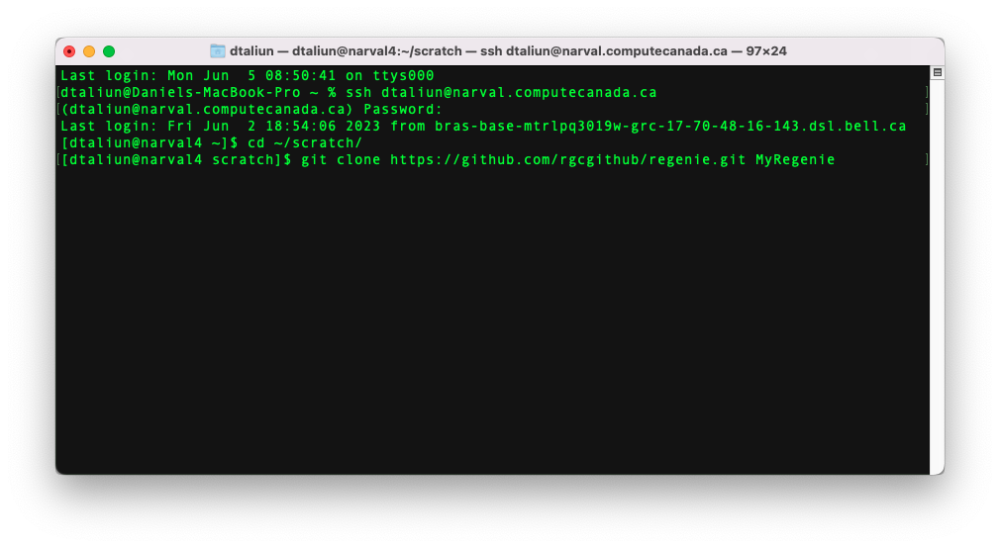 dtaliun — dtaliun@narval4:~/scratch — ssh dtaliun@narval.computecanada.ca — 97×24
Last login: Mon Jun  5 08:50:41 on ttys000
[dtaliun@Daniels-MacBook-Pro ~ % ssh dtaliun@narval.computecanada.ca ]
[(dtaliun@narval.computecanada.ca) Password: ]
Last login: Fri Jun  2 18:54:06 2023 from bras-base-mtrlpq3019w-grc-17-70-48-16-143.dsl.bell.ca
[dtaliun@narval4 ~]$ cd ~/scratch/
[[dtaliun@narval4 scratch]$ git clone https://github.com/rgcgithub/regenie.git MyRegenie ]